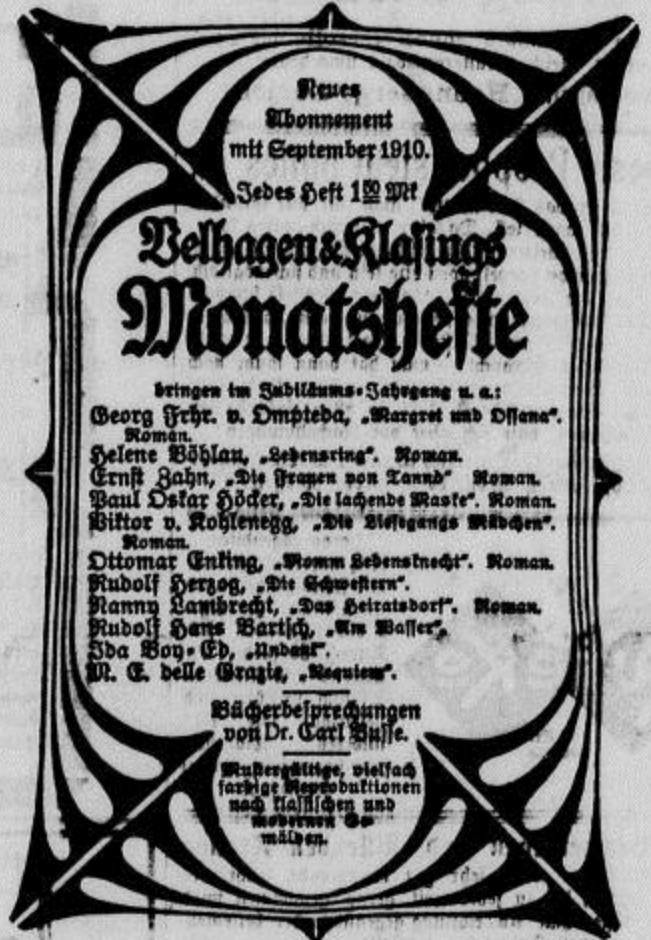 Neues
Abonnement
mit September 1910.
Jedes Heft 1 50 Mk
Velhagen & Klasings
Monatshefte
bringen im Jubiläums-Jahrgang u. a.:
Georg Frhr. v. Ompteda, „Margret und Ossana“.
Roman.
Helene Böhlau, „Lebensring“. Roman.
Ernst Zahn, „Die Frauen von Tannò“ Roman.
Paul Oskar Höcker, „Die lachende Maske“. Roman.
Viktor v. Kohlenegg, „Die Liesegangs Mädchen“.
Roman.
Ottomar Enking, „Momm Lebensknecht“. Roman.
Rudolf Herzog, „Die Schwestern“.
Nanny Lambrecht, „Das Heiratsdorf“. Roman.
Rudolf Hans Bartsch, „Am Wasser“.
Ida Boy-Ed, „Undank“.
M. E. delle Grazie, „Requiem“.
Bücherbesprechungen
von Dr. Carl Busse.
Mustergültige, vielfach
farbige Reproduktionen
nach klassischen und
modernen Ge-
mälden.